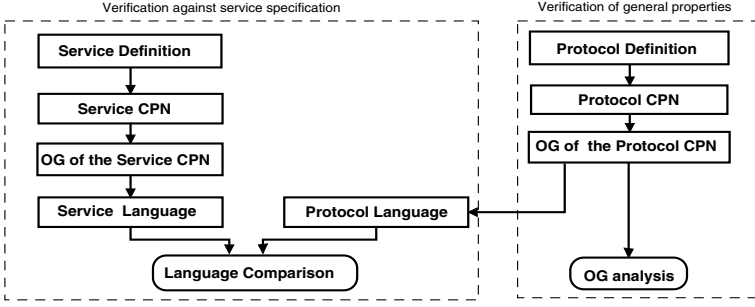 Verification against service specification
Service Definition
Service CPN
OG of the Service CPN
Service Language
Protocol Language
Language Comparison
Verification of general properties
Protocol Definition
Protocol CPN
OG of the Protocol CPN
OG analysis